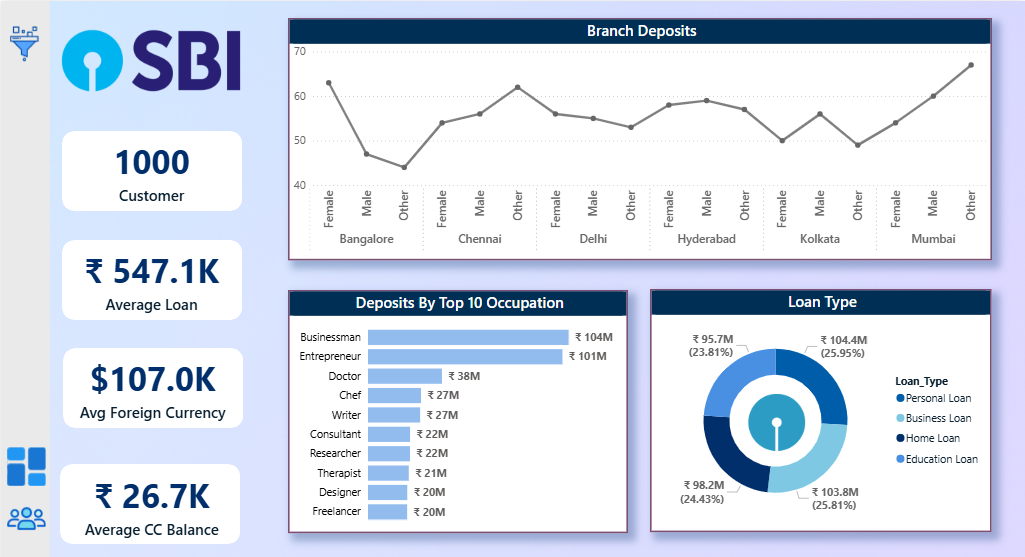 SBI
1000
Customer
₹ 547.1K
Average Loan
$107.0K
Avg Foreign Currency
₹ 26.7K
Average CC Balance
Branch Deposits
70
60
50
40
Female Male Other Female Male Other Female Male Other Female Male Other Female Male Other Female Male Other
Bangalore Chennai Delhi Hyderabad Kolkata Mumbai
Deposits By Top 10 Occupation
Businessman ₹ 104M
Entrepreneur ₹ 101M
Doctor ₹ 38M
Chef ₹ 27M
Writer ₹ 27M
Consultant ₹ 22M
Researcher ₹ 22M
Therapist ₹ 21M
Designer ₹ 20M
Freelancer ₹ 20M
Loan Type
₹ 95.7M
(23.81%)
₹ 104.4M
(25.95%)
₹ 98.2M
(24.43%)
₹ 103.8M
(25.81%)
Loan_Type
Personal Loan
Business Loan
Home Loan
Education Loan